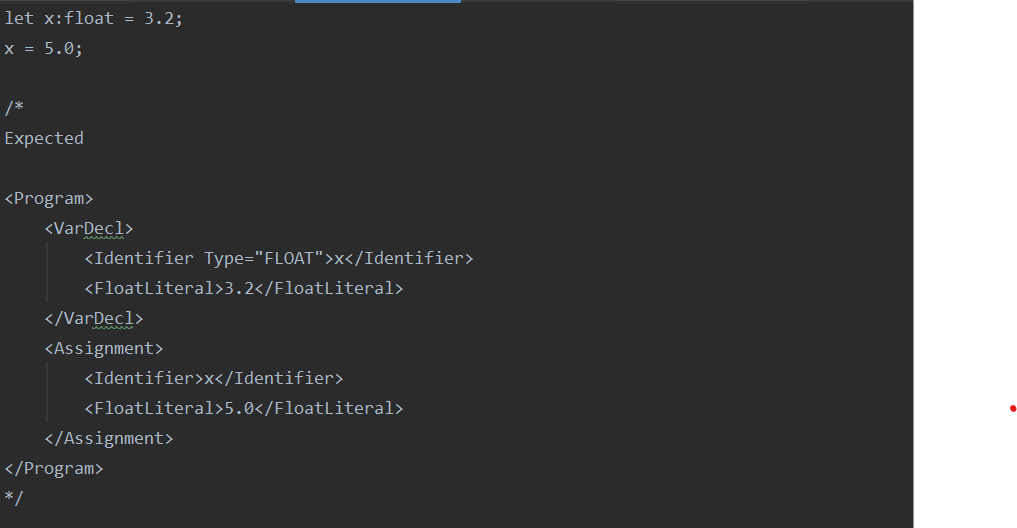 let x:float = 3.2;
x = 5.0;
/*
Expected
<Program>
<VarDecl>
<Identifier Type="FLOAT">x</Identifier>
<FloatLiteral>3.2</FloatLiteral>
</VarDecl>
<Assignment>
<Identifier>x</Identifier>
<FloatLiteral>5.0</FloatLiteral>
</Assignment>
</Program>
*/